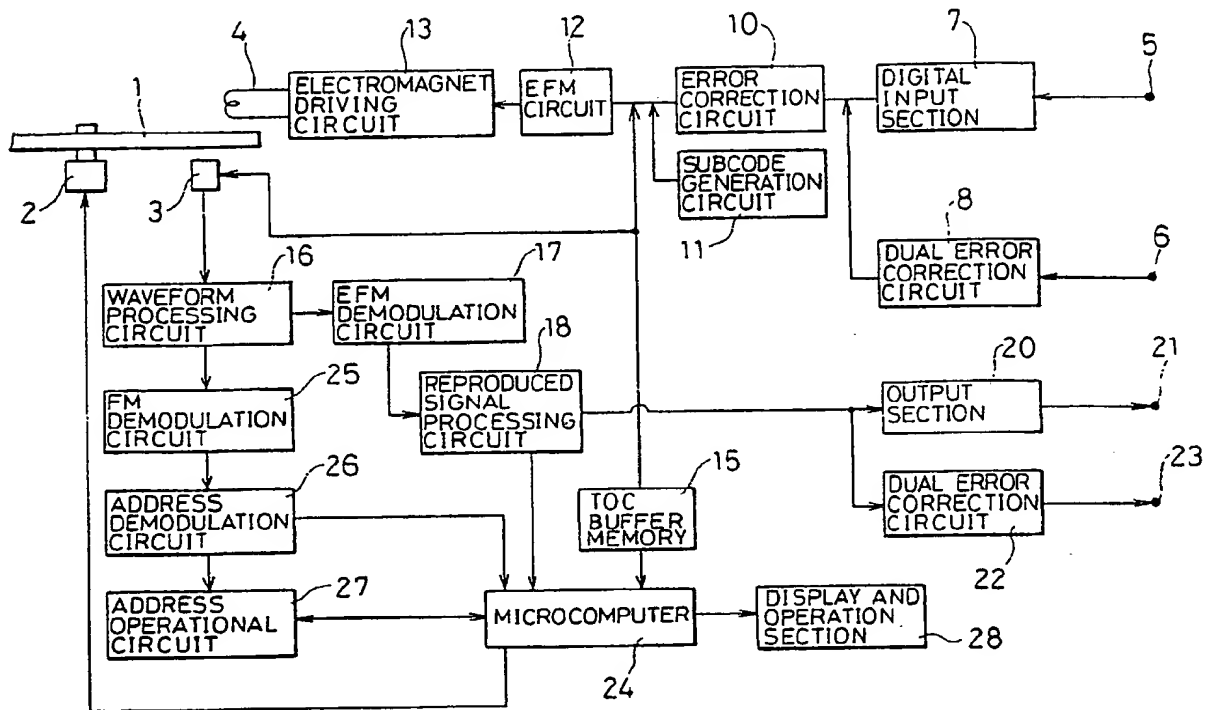 4
13
12
10
7
5
1
ELECTROMAGNET
DRIVING
CIRCUIT
EFM
CIRCUIT
ERROR
CORRECTION
CIRCUIT
DIGITAL
INPUT
SECTION
2
3
SUBCODE
GENERATION
CIRCUIT
11
8
DUAL ERROR
CORRECTION
CIRCUIT
6
16
WAVEFORM
PROCESSING
CIRCUIT
17
EFM
DEMODULATION
CIRCUIT
18
REPRODUCED
SIGNAL
PROCESSING
CIRCUIT
20
OUTPUT
SECTION
21
25
FM
DEMODULATION
CIRCUIT
26
ADDRESS
DEMODULATION
CIRCUIT
15
TOC
BUFFER
MEMORY
DUAL ERROR
CORRECTION
CIRCUIT
22
23
27
ADDRESS
OPERATIONAL
CIRCUIT
MICROCOMPUTER
24
DISPLAY AND
OPERATION
SECTION
28